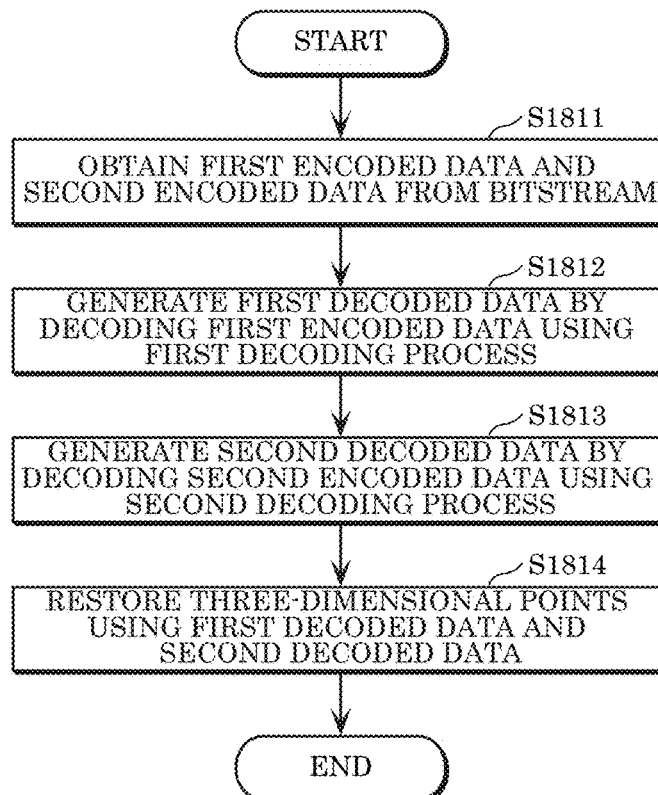 START
S1811
OBTAIN FIRST ENCODED DATA AND
SECOND ENCODED DATA FROM BITSTREAM
S1812
GENERATE FIRST DECODED DATA BY
DECODING FIRST ENCODED DATA USING
FIRST DECODING PROCESS
S1813
GENERATE SECOND DECODED DATA BY
DECODING SECOND ENCODED DATA USING
SECOND DECODING PROCESS
S1814
RESTORE THREE-DIMENSIONAL POINTS
USING FIRST DECODED DATA AND
SECOND DECODED DATA
END